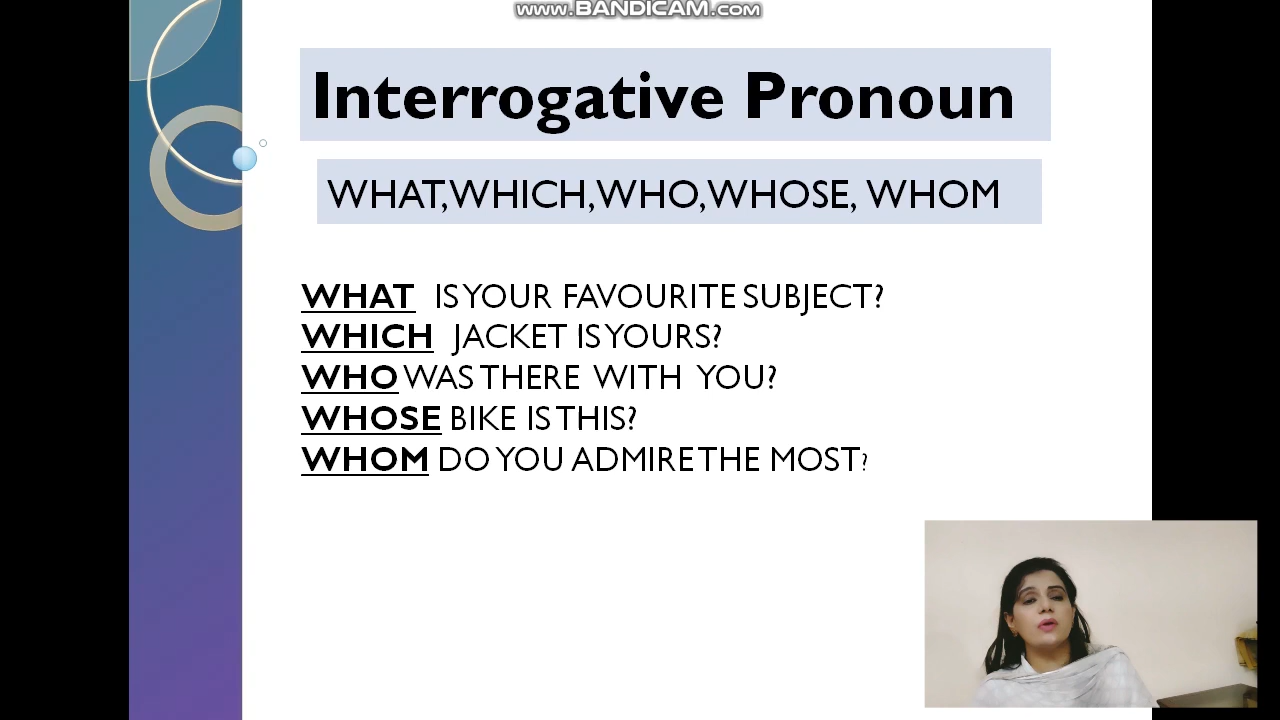 www.BANDICAM.com
Interrogative Pronoun
WHAT,WHICH,WHO,WHOSE, WHOM
WHAT IS YOUR FAVOURITE SUBJECT?
WHICH JACKET IS YOURS?
WHO WAS THERE WITH YOU?
WHOSE BIKE IS THIS?
WHOM DO YOU ADMIRE THE MOST?